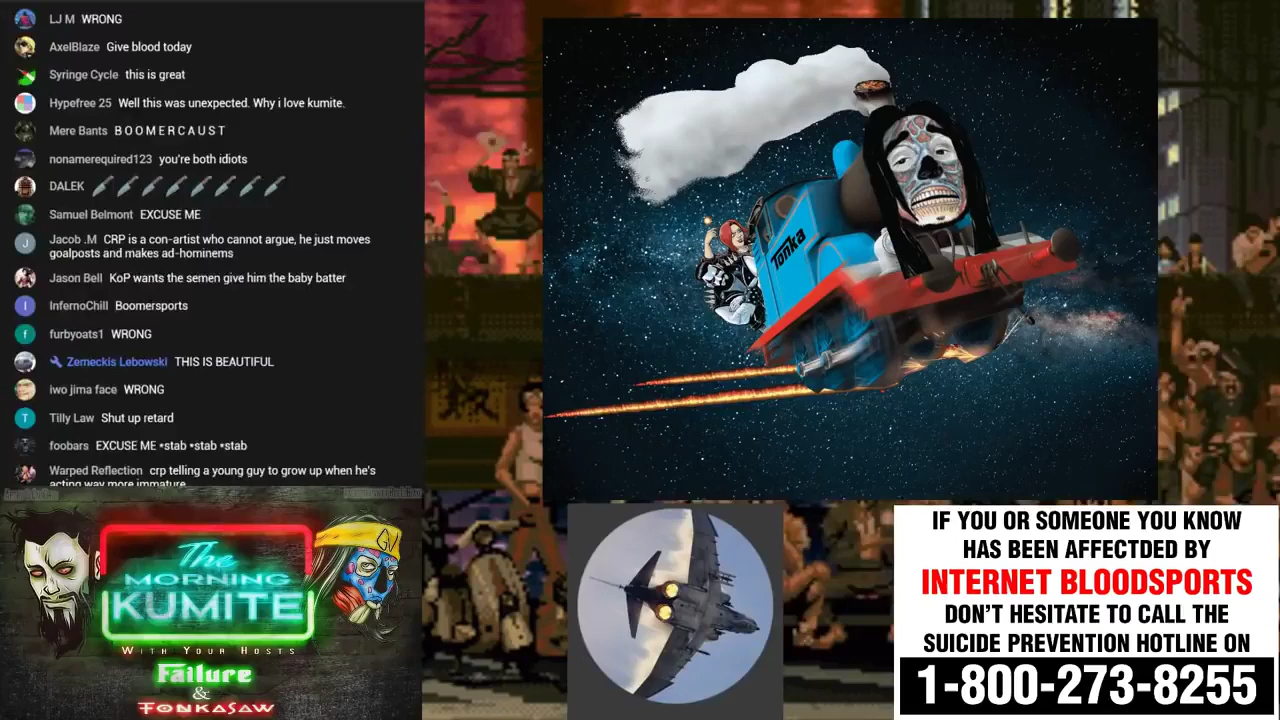 LJ M WRONG
AxelBlaze Give blood today
Syringe Cycle this is great
Hypefree 25 Well this was unexpected. Why i love kumite.
Mere Bants B O O M E R C A U S T
nonamerequired123 you're both idiots
DALEK
Samuel Belmont EXCUSE ME
Jacob .M CRP is a con-artist who cannot argue, he just moves
goalposts and makes ad-hominems
Jason Bell KoP wants the semen give him the baby batter
InfernoChill Boomersports
furbyoats1 WRONG
Zemeckis Lebowski THIS IS BEAUTIFUL
iwo jima face WRONG
Tilly Law Shut up retard
foobars EXCUSE ME *stab *stab *stab
Warped Reflection crp telling a young guy to grow up when he's
acting way more immature
Tonka
The
MORNING
KUMITE
WITH YOUR HOSTS
Failure
&
TONKASAW
IF YOU OR SOMEONE YOU KNOW
HAS BEEN AFFECTDED BY
INTERNET BLOODSPORTS
DON'T HESITATE TO CALL THE
SUICIDE PREVENTION HOTLINE ON
1-800-273-8255